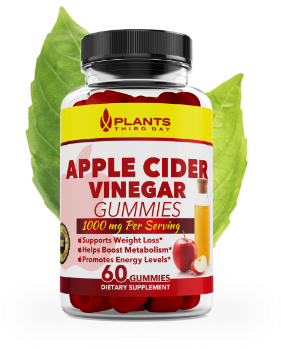 PLANTS
THIRD DAY
APPLE CIDER
VINEGAR
GUMMIES
1000 mg Per Serving
Supports Weight Loss*
Helps Boost Metabolism*
Promotes Energy Levels*
60 GUMMIES
DIETARY SUPPLEMENT